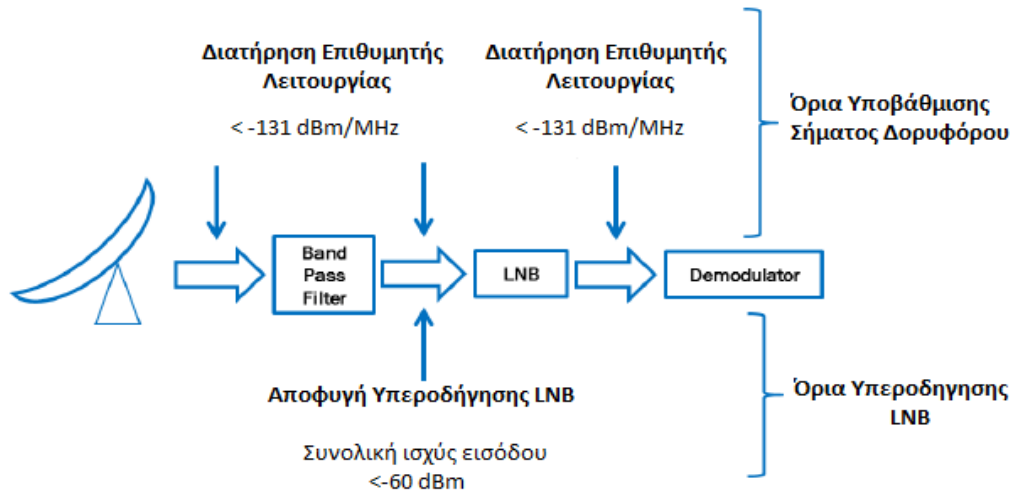 Διατήρηση Επιθυμητής
Λειτουργίας
< -131 dBm/MHz
Διατήρηση Επιθυμητής
Λειτουργίας
< -131 dBm/MHz
Όρια Υποβάθμισης
Σήματος Δορυφόρου
Band
Pass
Filter
LNB
Demodulator
Αποφυγή Υπεροδήγησης LNB
Συνολική ισχύς εισόδου
<-60 dBm
Όρια Υπεροδηγησης
LNB